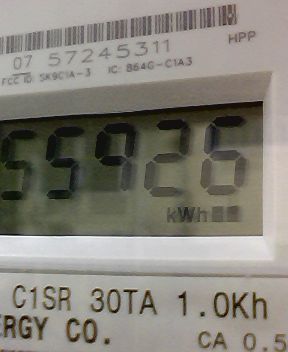 07 57245311
HPP
FCC ID: SK9C1A-3 IC: 864G-C1A3
55926
kWh
C1SR 30TA 1.0Kh
ERGY CO.
CA 0.5